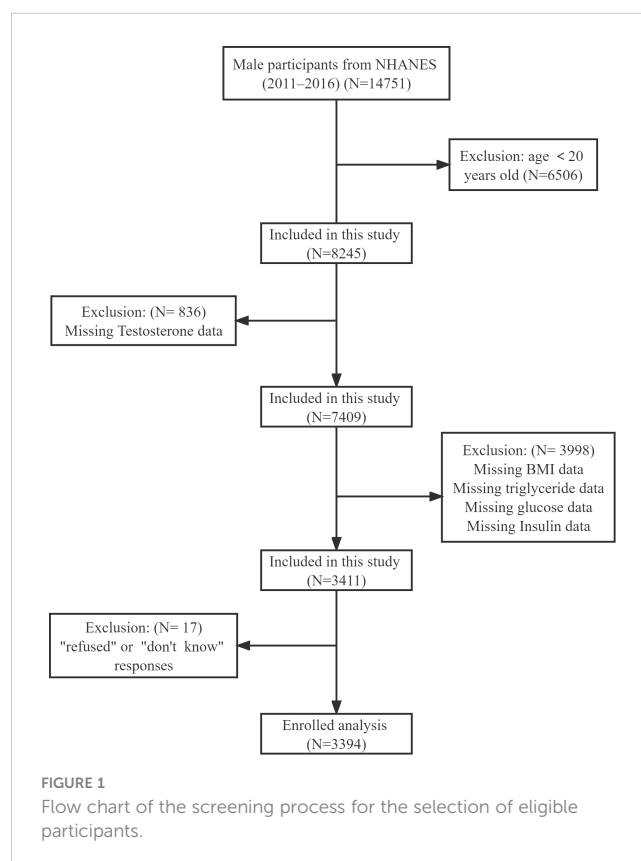 Male participants from NHANES
(2011–2016) (N=14751)
Exclusion: age < 20
years old (N=6506)
Included in this study
(N=8245)
Exclusion: (N= 836)
Missing Testosterone data
Included in this study
(N=7409)
Exclusion: (N= 3998)
Missing BMI data
Missing triglyceride data
Missing glucose data
Missing Insulin data
Included in this study
(N=3411)
Exclusion: (N= 17)
"refused" or "don't know"
responses
Enrolled analysis
(N=3394)
FIGURE 1
Flow chart of the screening process for the selection of eligible
participants.